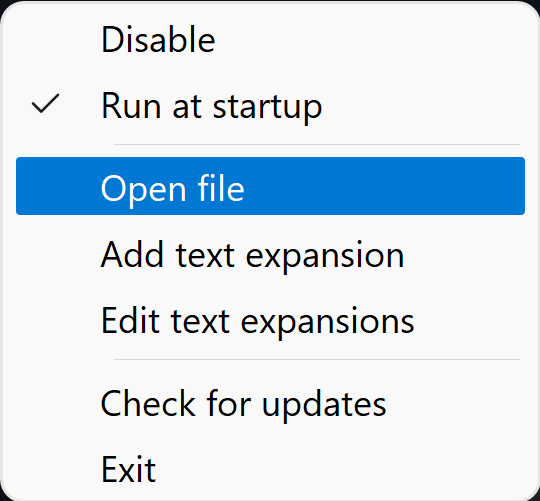 Disable
Run at startup
Open file
Add text expansion
Edit text expansions
Check for updates
Exit